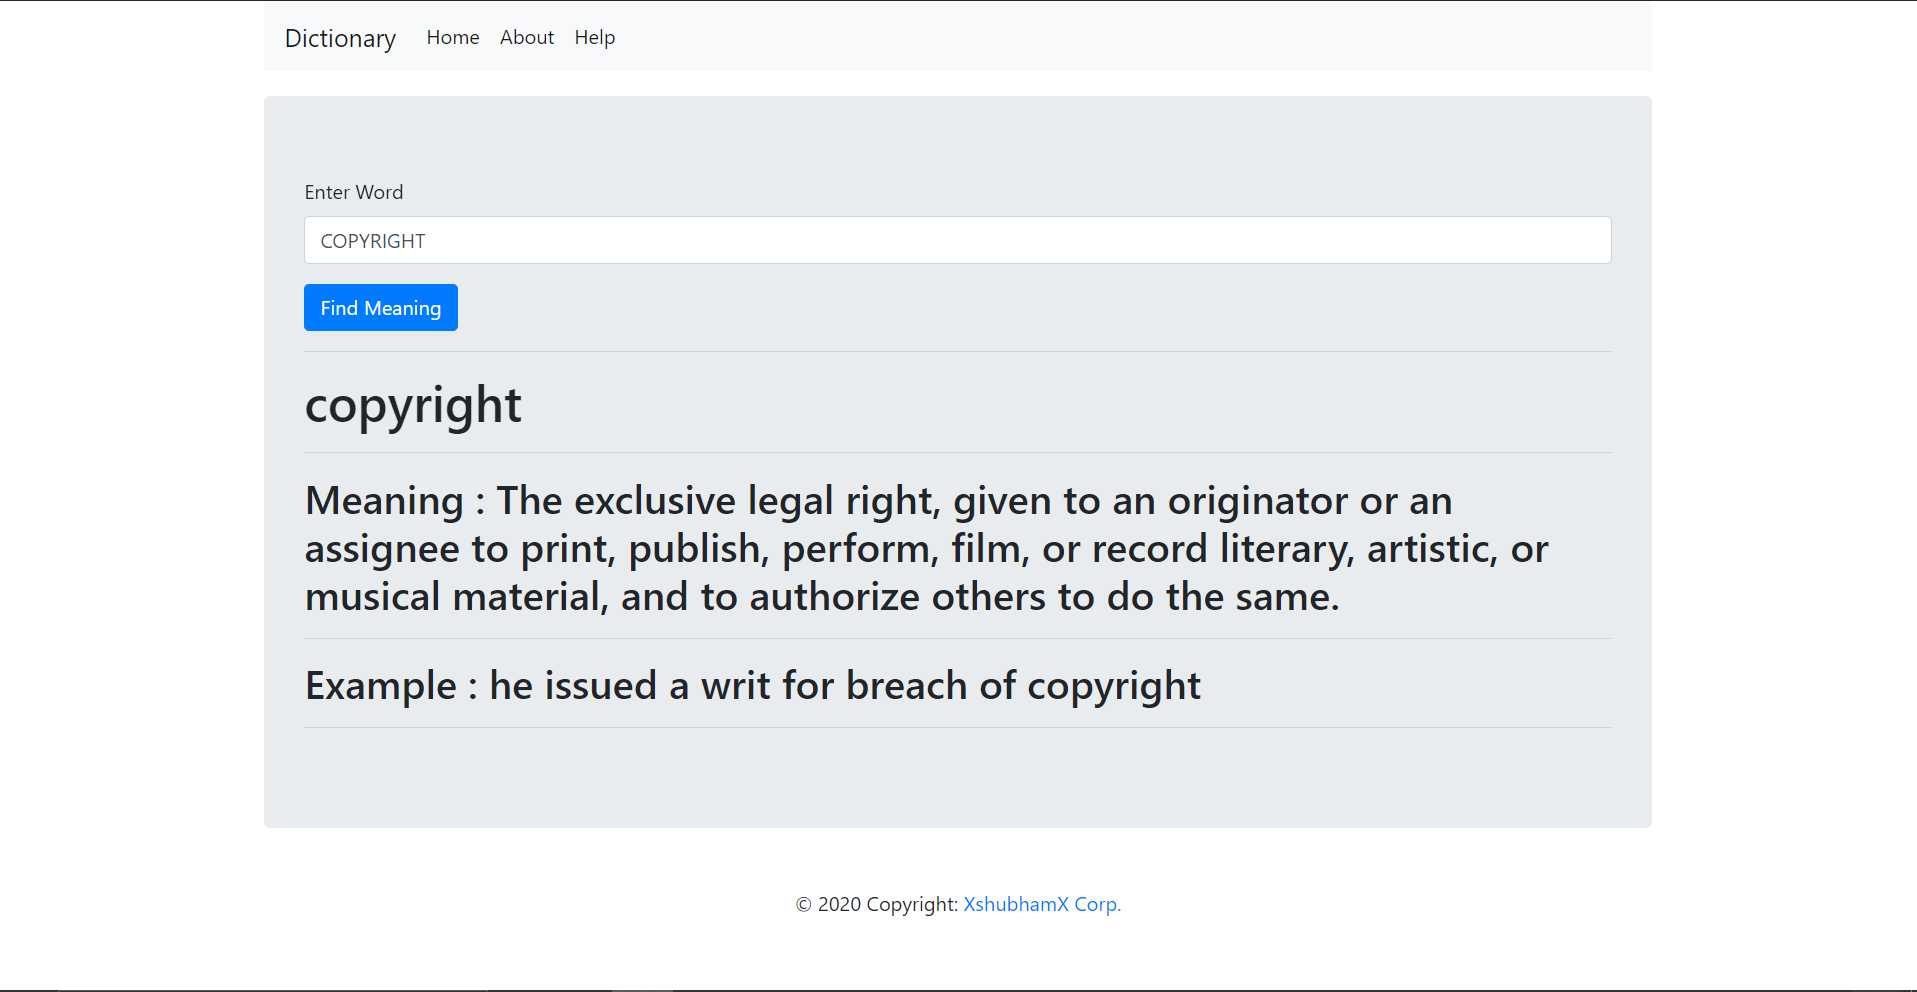 Dictionary Home About Help
Enter Word
COPYRIGHT
Find Meaning
copyright
Meaning : The exclusive legal right, given to an originator or an
assignee to print, publish, perform, film, or record literary, artistic, or
musical material, and to authorize others to do the same.
Example : he issued a writ for breach of copyright
© 2020 Copyright: XshubhamX Corp.